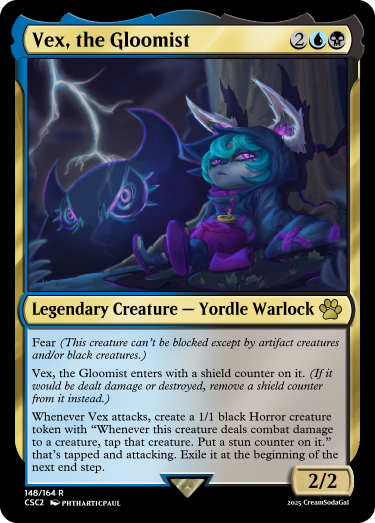 Vex, the Gloomist 2
Legendary Creature — Yordle Warlock
Fear (This creature can't be blocked except by artifact creatures
and/or black creatures.)
Vex, the Gloomist enters with a shield counter on it. (If it
would be dealt damage or destroyed, remove a shield counter
from it instead.)
Whenever Vex attacks, create a 1/1 black Horror creature
token with “Whenever this creature deals combat damage
to a creature, tap that creature. Put a stun counter on it.”
that's tapped and attacking. Exile it at the beginning of the
next end step.
2/2
148/164 R
CSC2 PHTHARTICPAUL
2025 CreamSodaGal